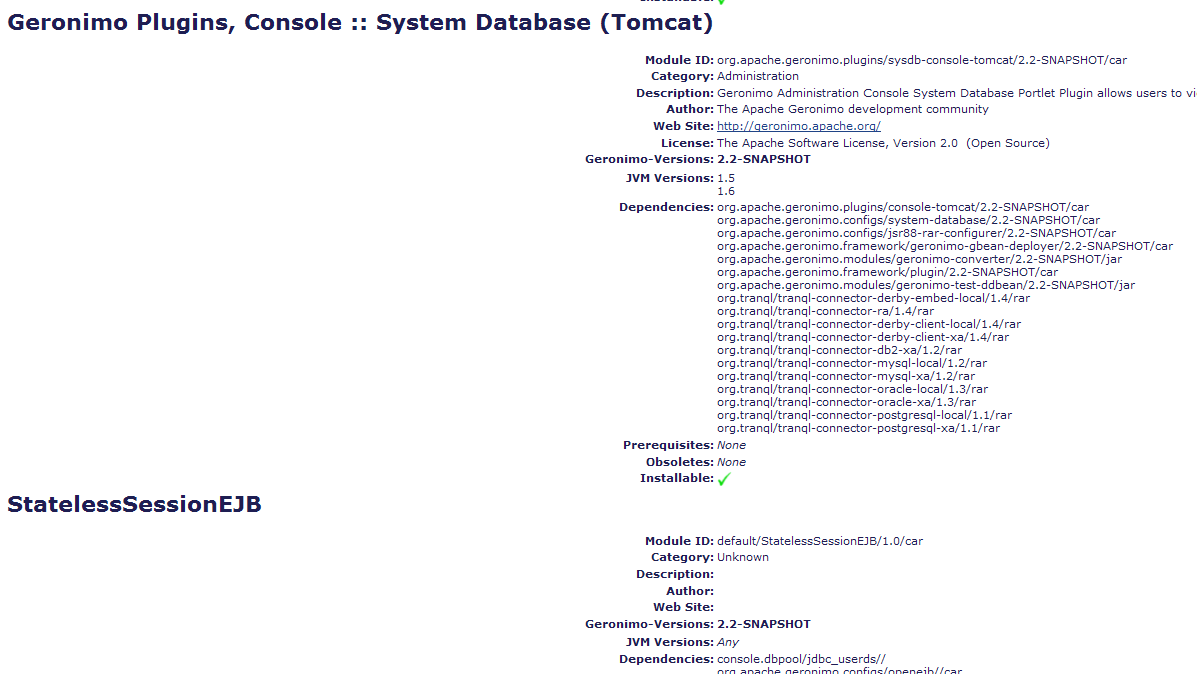 Geronimo Plugins, Console :: System Database (Tomcat)
Module ID: org.apache.geronimo.plugins/sysdb-console-tomcat/2.2-SNAPSHOT/car
Category: Administration
Description: Geronimo Administration Console System Database Portlet Plugin allows users to vi
Author: The Apache Geronimo development community
Web Site: http://geronimo.apache.org/
License: The Apache Software License, Version 2.0 (Open Source)
Geronimo-Versions: 2.2-SNAPSHOT
JVM Versions: 1.5
1.6
Dependencies: org.apache.geronimo.plugins/console-tomcat/2.2-SNAPSHOT/car
org.apache.geronimo.configs/system-database/2.2-SNAPSHOT/car
org.apache.geronimo.configs/jsr88-rar-configurer/2.2-SNAPSHOT/car
org.apache.geronimo.framework/geronimo-gbean-deployer/2.2-SNAPSHOT/car
org.apache.geronimo.modules/geronimo-converter/2.2-SNAPSHOT/jar
org.apache.geronimo.framework/plugin/2.2-SNAPSHOT/car
org.apache.geronimo.modules/geronimo-test-ddbean/2.2-SNAPSHOT/jar
org.tranql/tranql-connector-derby-embed-local/1.4/rar
org.tranql/tranql-connector-ra/1.4/rar
org.tranql/tranql-connector-derby-client-local/1.4/rar
org.tranql/tranql-connector-derby-client-xa/1.4/rar
org.tranql/tranql-connector-db2-xa/1.2/rar
org.tranql/tranql-connector-mysql-local/1.2/rar
org.tranql/tranql-connector-mysql-xa/1.2/rar
org.tranql/tranql-connector-oracle-local/1.3/rar
org.tranql/tranql-connector-oracle-xa/1.3/rar
org.tranql/tranql-connector-postgresql-local/1.1/rar
org.tranql/tranql-connector-postgresql-xa/1.1/rar
Prerequisites: None
Obsoletes: None
Installable:
StatelessSessionEJB
Module ID: default/StatelessSessionEJB/1.0/car
Category: Unknown
Description:
Author:
Web Site:
Geronimo-Versions: 2.2-SNAPSHOT
JVM Versions: Any
Dependencies: console.dbpool/jdbc_userds//
org.apache.geronimo.configs/openejb//car